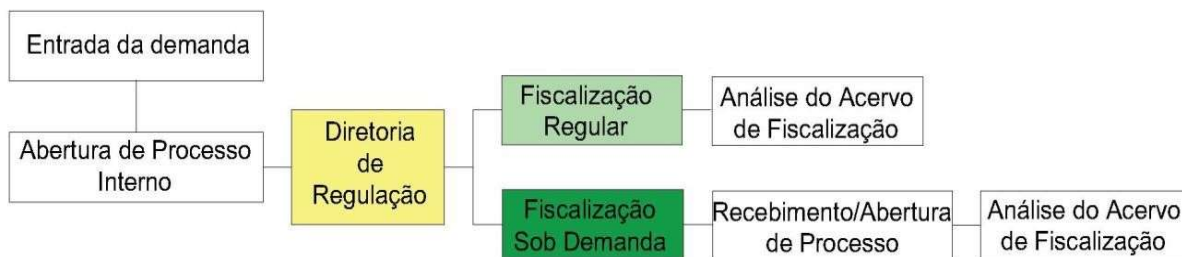 Entrada da demanda
Abertura de Processo
Interno
Diretoria
de
Regulação
Fiscalização
Regular
Análise do Acervo
de Fiscalização
Fiscalização
Sob Demanda
Recebimento/Abertura
de Processo
Análise do Acervo
de Fiscalização